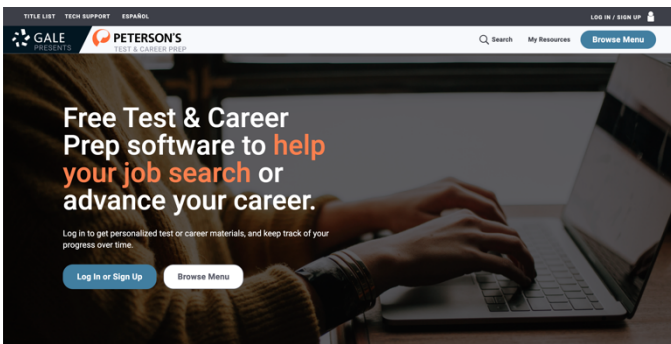 TITLE LIST TECH SUPPORT ESPAÑOL LOG IN / SIGN UP
GALE
PRESENTS
PETERSON'S
TEST & CAREER PREP
Search My Resources Browse Menu
Free Test & Career
Prep software to help
your job search or
advance your career.
Log in to get personalized test or career materials, and keep track of your
progress over time.
Log In or Sign Up Browse Menu